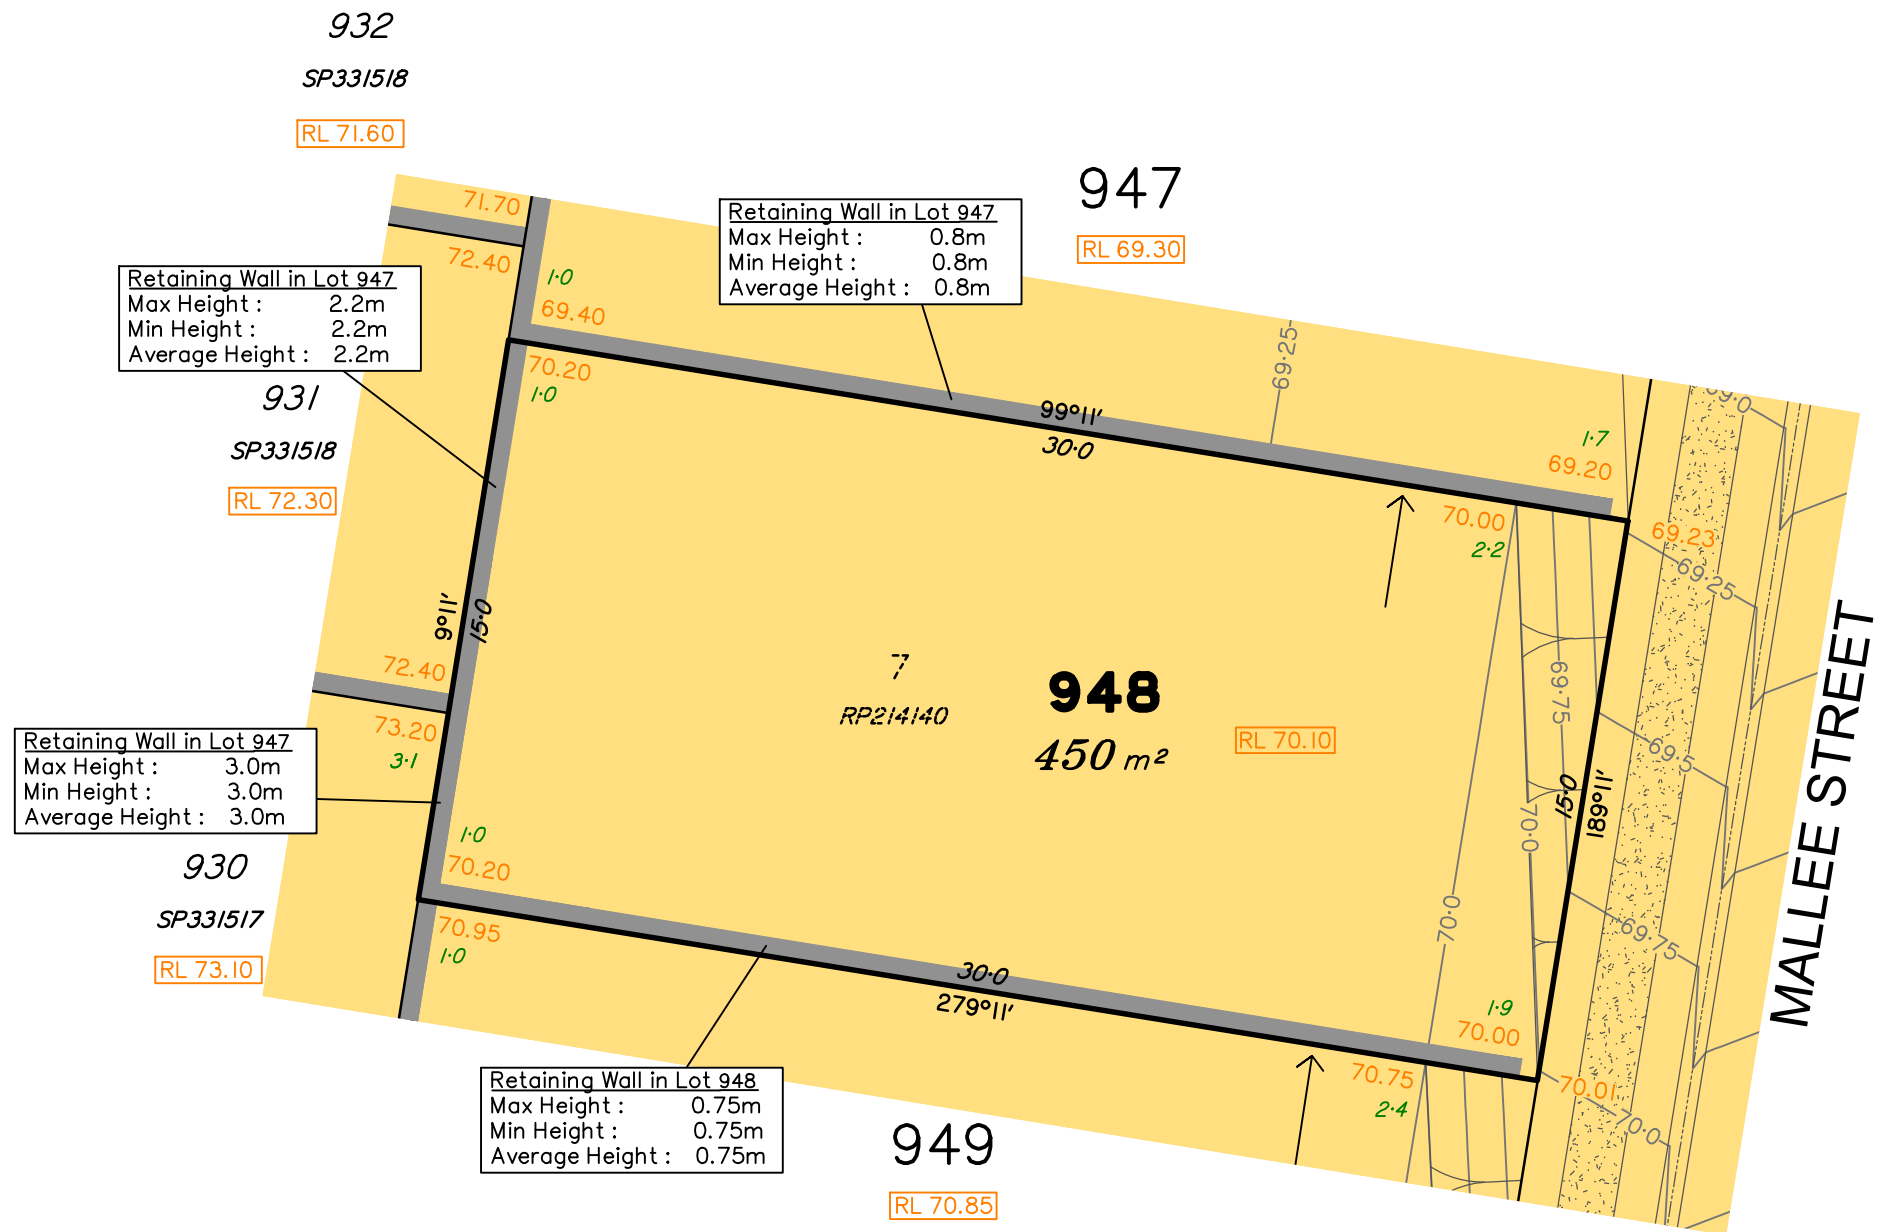 932
SP331518
RL 71.60
947
RL 69.30
71.70
72.40
Retaining Wall in Lot 947
Max Height : 0.8m
Min Height : 0.8m
Average Height : 0.8m
Retaining Wall in Lot 947
Max Height : 2.2m
Min Height : 2.2m
Average Height : 2.2m
1·0
69.40
70.20
1·0
69·25
69·0
931
SP331518
RL 72.30
99°11'
30·0
1·7
69.20
70.00
2·2
69.23
69·25
9°11'
15·0
72.40
73.20
3·1
7
RP214140
948
450 m²
RL 70.10
69·75
69·5
70·0
15·0
189°11'
MALLEE STREET
Retaining Wall in Lot 947
Max Height : 3.0m
Min Height : 3.0m
Average Height : 3.0m
930
SP331517
RL 73.10
1·0
70.20
70.95
1·0
70·0
69·75
30·0
279°11'
1·9
70.00
70.75
2·4
70.01
70·0
Retaining Wall in Lot 948
Max Height : 0.75m
Min Height : 0.75m
Average Height : 0.75m
949
RL 70.85